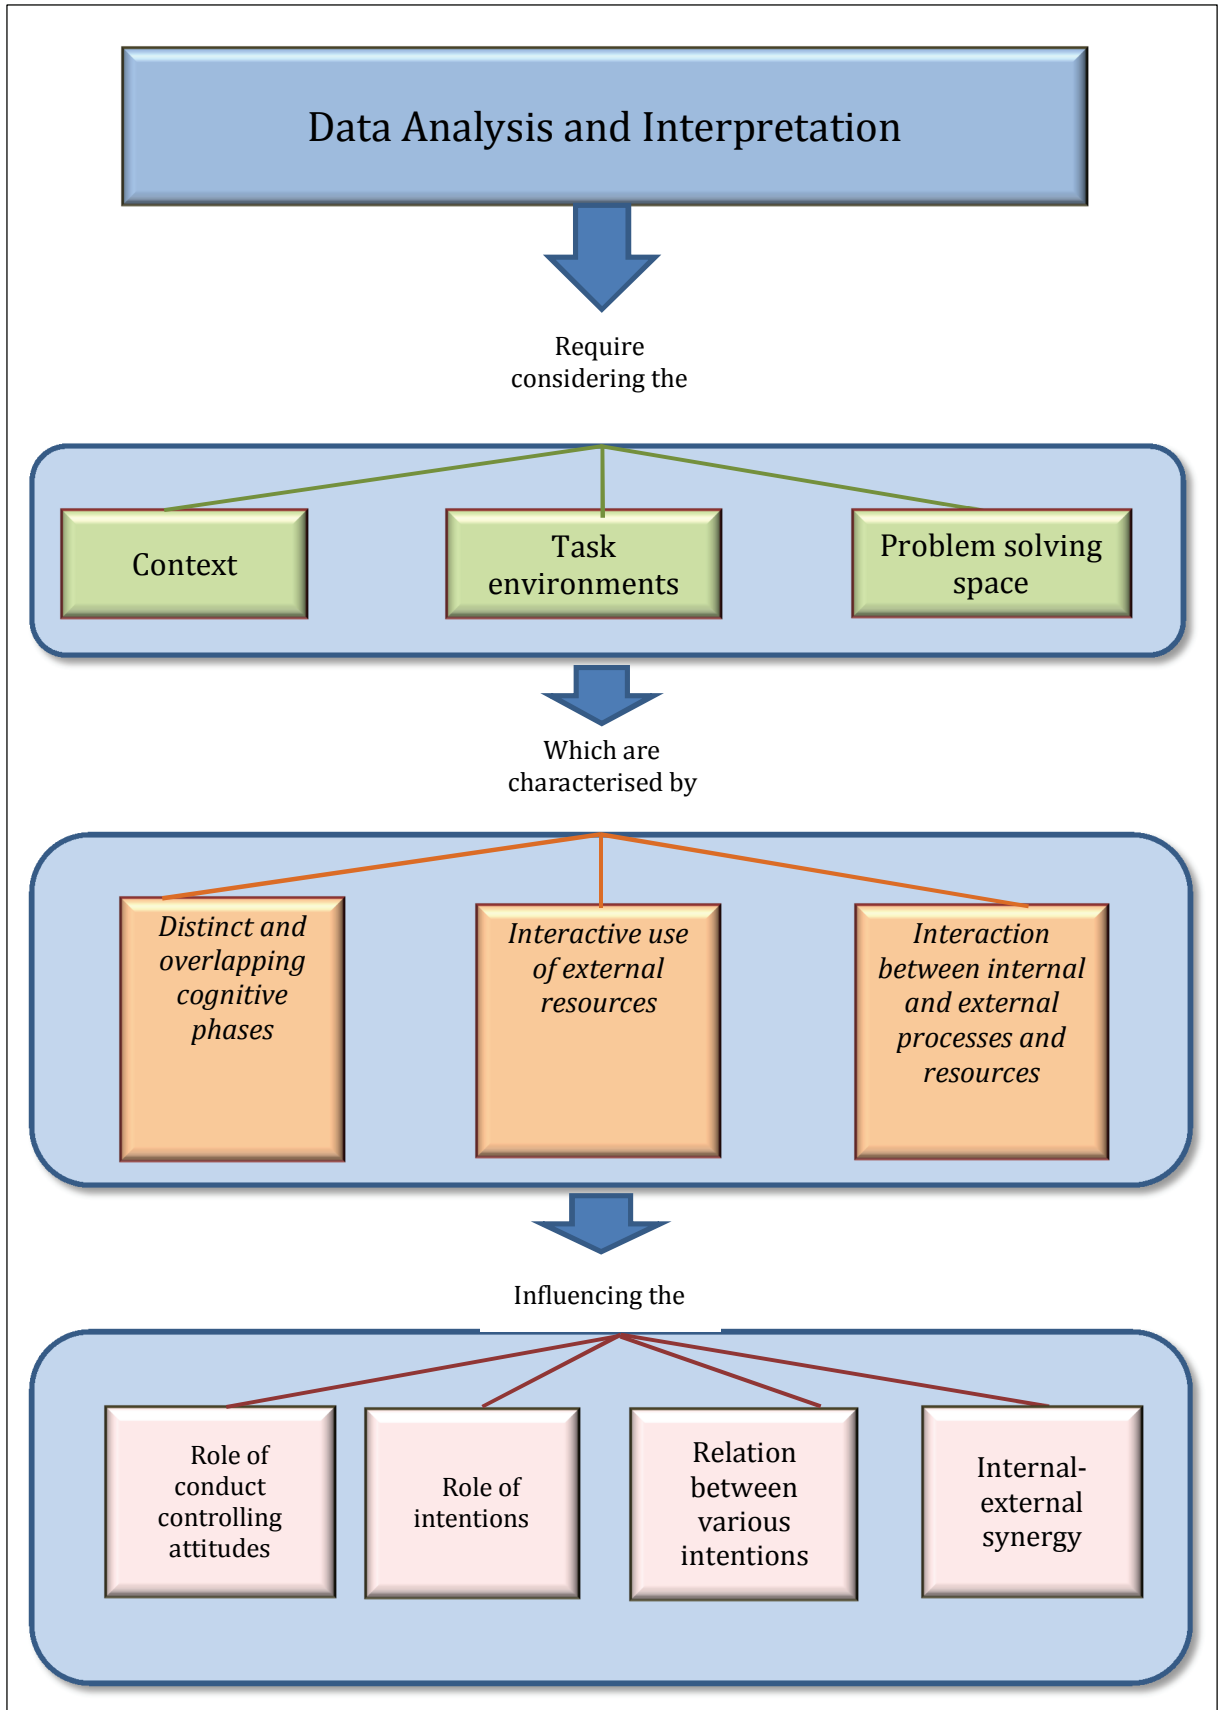 Data Analysis and Interpretation
Require
considering the
Context
Task
environments
Problem solving
space
Which are
characterised by
Distinct and
overlapping
cognitive
phases
Interactive use
of external
resources
Interaction
between internal
and external
processes and
resources
Influencing the
Role of
conduct
controlling
attitudes
Role of
intentions
Relation
between
various
intentions
Internal-
external
synergy